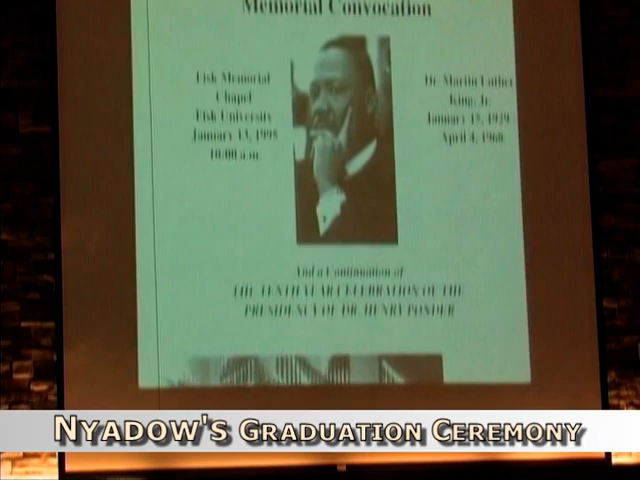 Memorial Convocation
Fisk Memorial
Chapel
Fisk University
January 13, 1995
10:00 a.m.
Dr. Martin Luther
King, Jr.
January 15, 1929
April 4, 1968
And a Continuation of
THE TENTH YEAR CELEBRATION OF THE
PRESIDENCY OF DR. HENRY PONDER
NYADOW'S GRADUATION CEREMONY